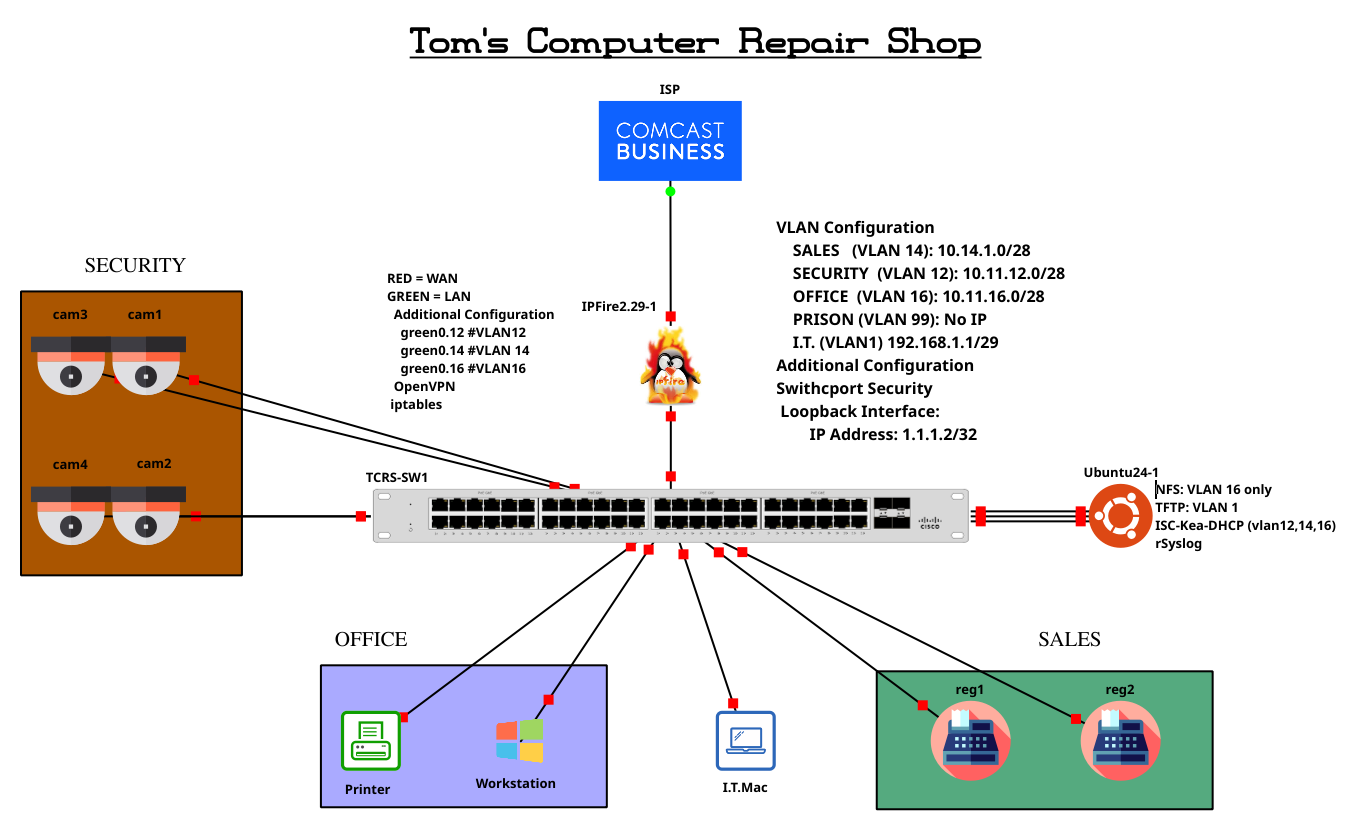 Tom's Computer Repair Shop
ISP
COMCAST
BUSINESS
VLAN Configuration
SALES (VLAN 14): 10.14.1.0/28
SECURITY (VLAN 12): 10.11.12.0/28
OFFICE (VLAN 16): 10.11.16.0/28
PRISON (VLAN 99): No IP
I.T. (VLAN1) 192.168.1.1/29
Additional Configuration
Swithcport Security
Loopback Interface:
IP Address: 1.1.1.2/32
RED = WAN
GREEN = LAN
Additional Configuration
green0.12 #VLAN12
green0.14 #VLAN 14
green0.16 #VLAN16
OpenVPN
iptables
IPFire2.29-1
IPFire
SECURITY
cam3
cam1
cam4
cam2
TCRS-SW1
CISCO
Ubuntu24-1
NFS: VLAN 16 only
TFTP: VLAN 1
ISC-Kea-DHCP (vlan12,14,16)
rSyslog
OFFICE
Printer
Workstation
I.T.Mac
SALES
reg1
reg2